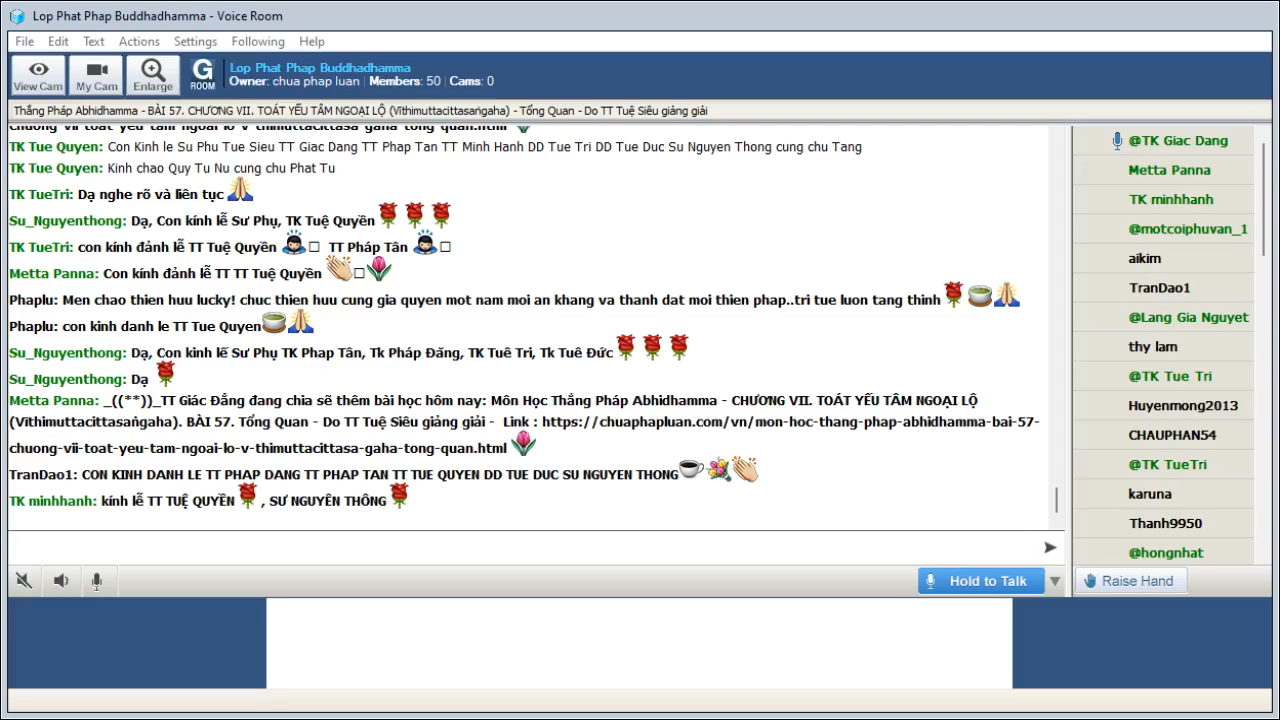 Lop Phat Phap Buddhadhamma - Voice Room
File Edit Text Actions Settings Following Help
View Cam My Cam Enlarge
G ROOM
Lop Phat Phap Buddhadhamma
Owner: chua phap luan | Members: 50 | Cams: 0
Thắng Pháp Abhidhamma - BÀI 57. CHƯƠNG VII. TOÁT YẾU TÂM NGOẠI LỘ (Vīthimuttacittasaṅgaha) - Tổng Quan - Do TT Tuệ Siêu giảng giải
chuong-vii-toat-yeu-tam-ngoai-lo-v-thimuttacittasa-gaha-tong-quan.html
TK Tue Quyen: Con Kinh le Su Phu Tue Sieu TT Giac Dang TT Phap Tan TT Minh Hanh DD Tue Tri DD Tue Duc Su Nguyen Thong cung chu Tang
TK Tue Quyen: Kinh chao Quy Tu Nu cung chu Phat Tu
TK TueTri: Dạ nghe rõ và liên tục
Su_Nguyenthong: Dạ, Con kính lễ Sư Phụ, TK Tuệ Quyền
TK TueTri: con kính đảnh lễ TT Tuệ Quyền TT Pháp Tân
Metta Panna: Con kính đảnh lễ TT TT Tuệ Quyền
Phaplu: Men chao thien huu lucky! chuc thien huu cung gia quyen mot nam moi an khang va thanh dat moi thien phap..tri tue luon tang thinh
Phaplu: con kinh danh le TT Tue Quyen
Su_Nguyenthong: Dạ, Con kinh lế Sư Phụ TK Phap Tân, Tk Pháp Đăng, TK Tuê Tri, Tk Tuê Đức
Su_Nguyenthong: Dạ
Metta Panna: _((**))_TT Giác Đẳng đang chia sẽ thêm bài học hôm nay: Môn Học Thắng Pháp Abhidhamma - CHƯƠNG VII. TOÁT YẾU TÂM NGOẠI LỘ
(Vīthimuttacittasaṅgaha). BÀI 57. Tổng Quan - Do TT Tuệ Siêu giảng giải - Link : https://chuaphapluan.com/vn/mon-hoc-thang-phap-abhidhamma-bai-57-
chuong-vii-toat-yeu-tam-ngoai-lo-v-thimuttacittasa-gaha-tong-quan.html
TranDao1: CON KINH DANH LE TT PHAP DANG TT PHAP TAN TT TUE QUYEN DD TUE DUC SU NGUYEN THONG
TK minhhanh: kính lễ TT TUỆ QUYỀN , SƯ NGUYÊN THÔNG
@TK Giac Dang
Metta Panna
TK minhhanh
@motcoiphuvan_1
aikim
TranDao1
@Lang Gia Nguyet
thy lam
@TK Tue Tri
Huyenmong2013
CHAUPHAN54
@TK TueTri
karuna
Thanh9950
@hongnhat
Hold to Talk
Raise Hand